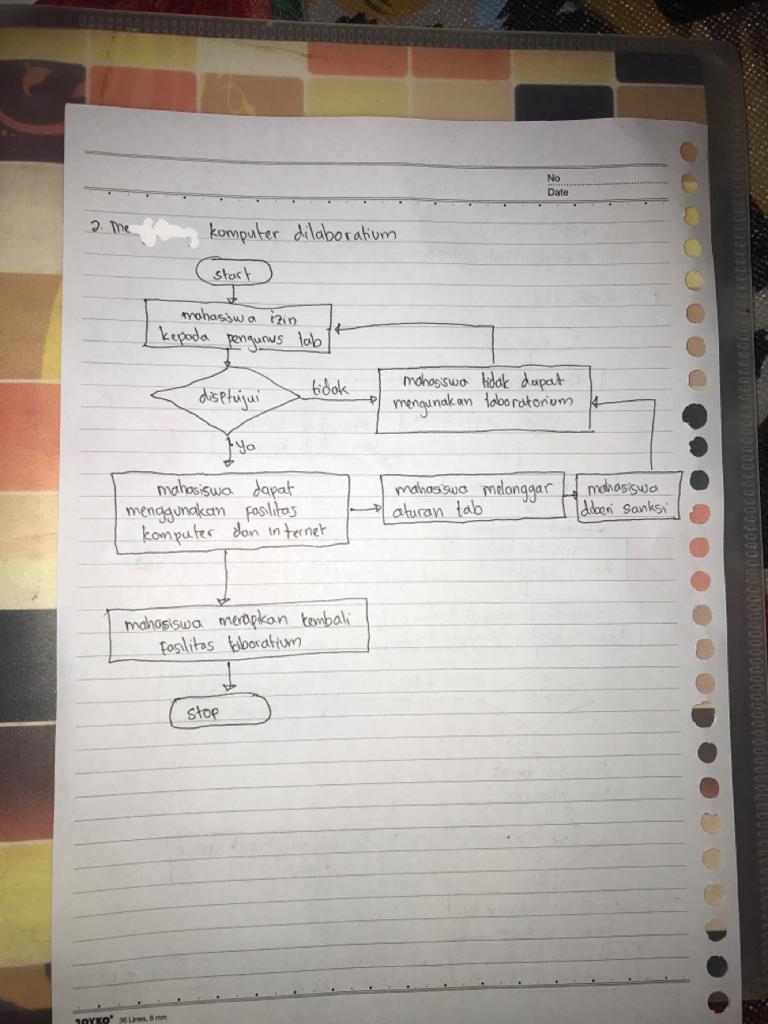 No
Date
2. Me komputer dilaboratium
start
mahasiswa izin
kepada pengurus lab
disetujui
tidak
mahasiswa tidak dapat
mengunakan laboratorium
ya
mahasiswa dapat
menggunakan fasilitas
komputer dan internet
mahasiswa melanggar
aturan lab
mahasiswa
diberi sanksi
mahasiswa merapkan kembali
fasilitas laboratium
stop
JOYKO® 36 Lines, 6 mm